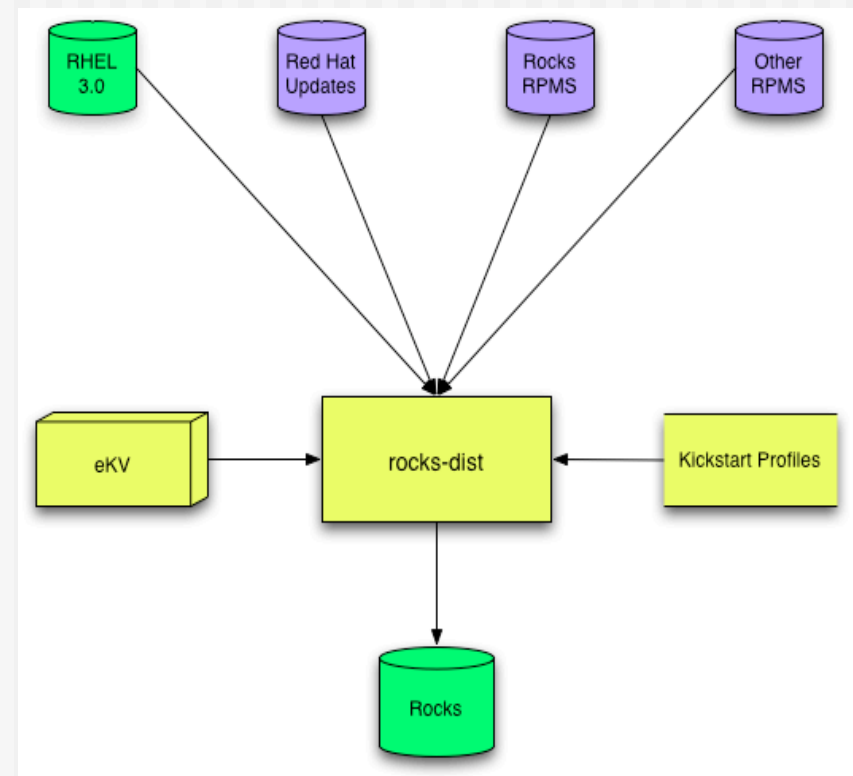 RHEL
3.0
Red Hat
Updates
Rocks
RPMS
Other
RPMS
eKV
rocks-dist
Kickstart Profiles
Rocks